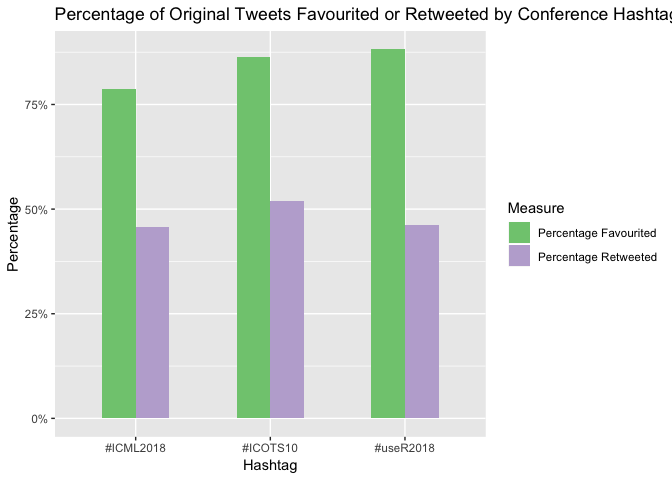 Percentage of Original Tweets Favourited or Retweeted by Conference Hashtag
75%
50%
25%
0%
Percentage
#ICML2018
#ICOTS10
#useR2018
Hashtag
Measure
Percentage Favourited
Percentage Retweeted